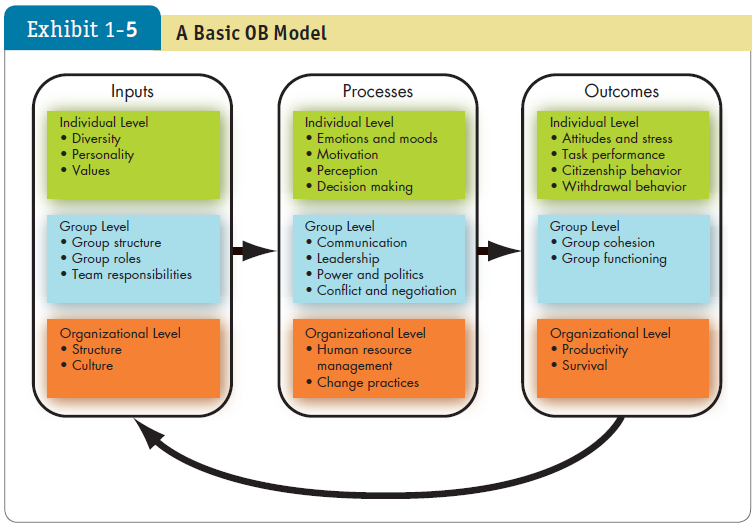 Exhibit 1-5
A Basic OB Model
Inputs
Individual Level
• Diversity
• Personality
• Values
Group Level
• Group structure
• Group roles
• Team responsibilities
Organizational Level
• Structure
• Culture
Processes
Individual Level
• Emotions and moods
• Motivation
• Perception
• Decision making
Group Level
• Communication
• Leadership
• Power and politics
• Conflict and negotiation
Organizational Level
• Human resource
management
• Change practices
Outcomes
Individual Level
• Attitudes and stress
• Task performance
• Citizenship behavior
• Withdrawal behavior
Group Level
• Group cohesion
• Group functioning
Organizational Level
• Productivity
• Survival